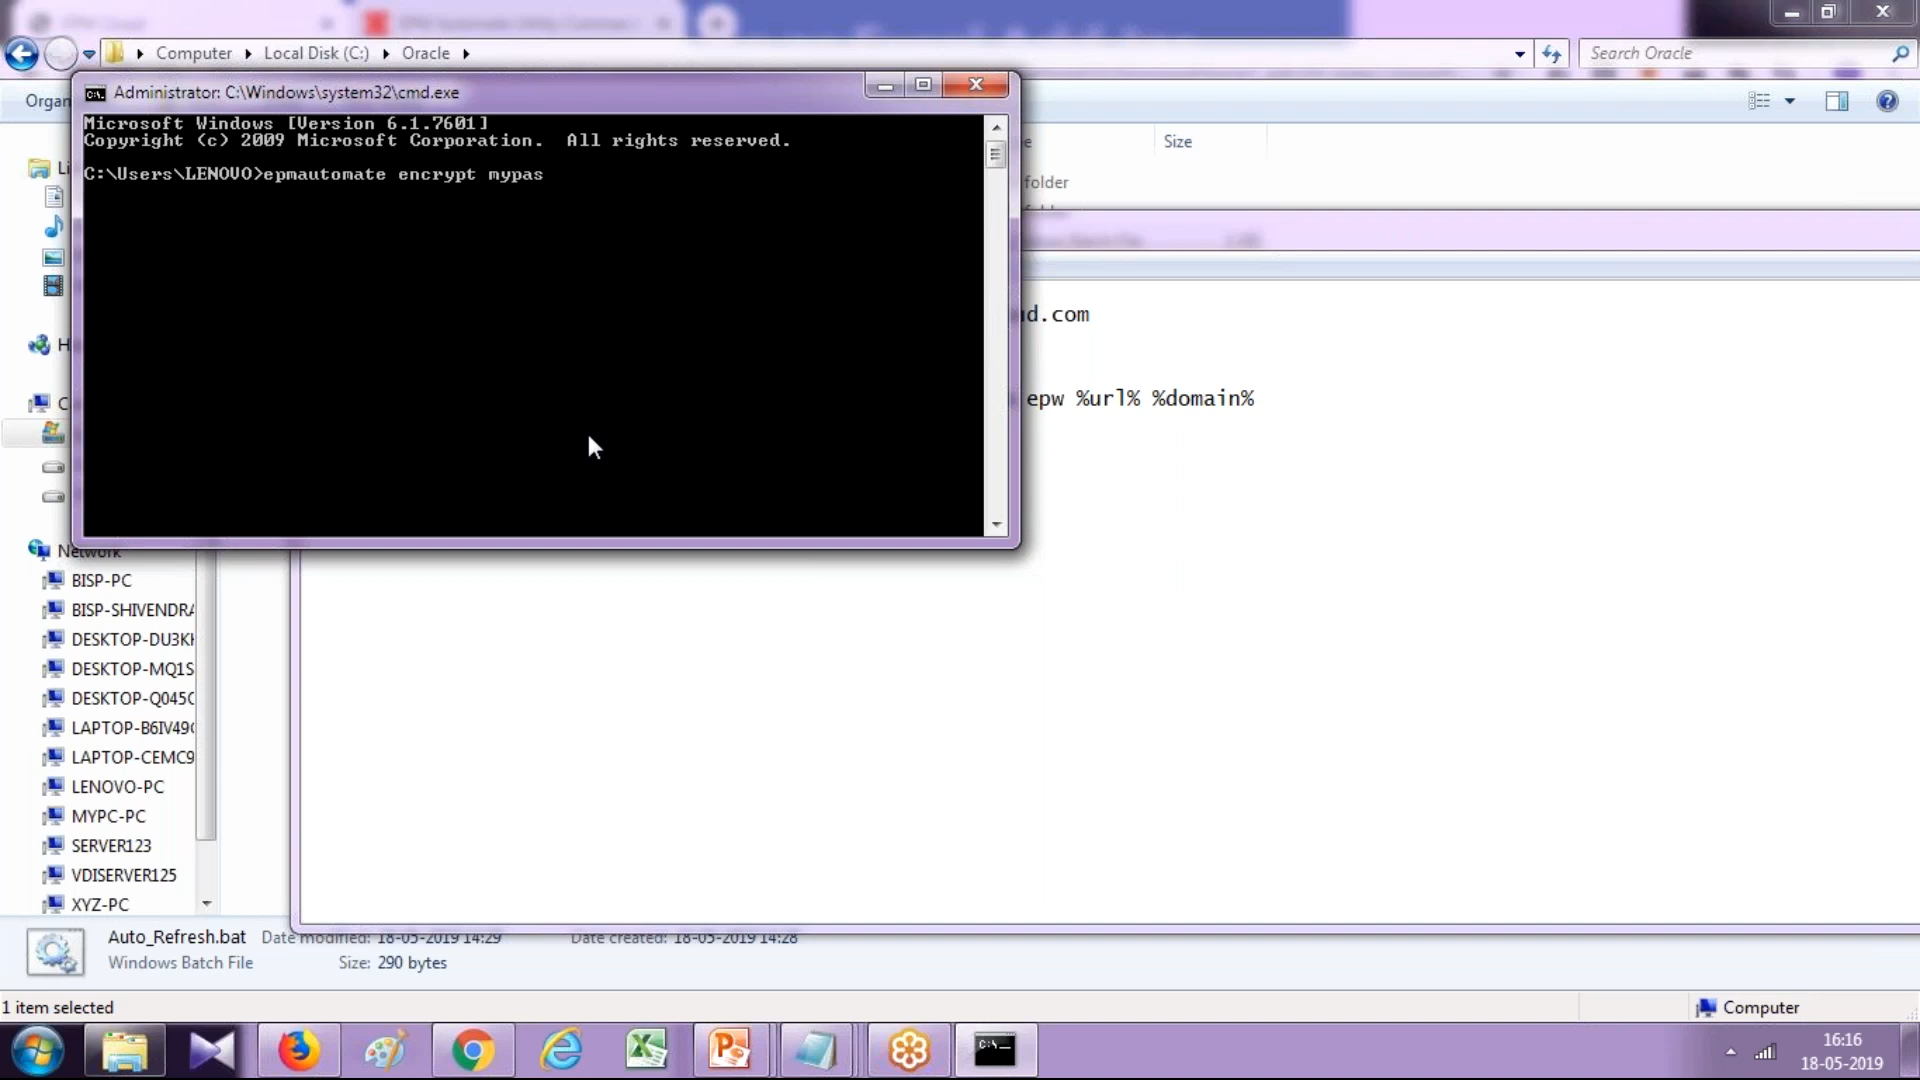 Computer
Local Disk (C:)
Oracle
Search Oracle
Organ
Administrator: C:\Windows\system32\cmd.exe
Size
Microsoft Windows [Version 6.1.7601]
Copyright (c) 2009 Microsoft Corporation.  All rights reserved.
C:\Users\LENOVO>epmautomate encrypt mypas
folder
d.com
epw %url% %domain%
Network
BISP-PC
BISP-SHIVENDRA
DESKTOP-DU3K
DESKTOP-MQ1S
DESKTOP-Q045
LAPTOP-B6IV49
LAPTOP-CEMC9
LENOVO-PC
MYPC-PC
SERVER123
VDISERVER125
XYZ-PC
Auto_Refresh.bat
Date modified: 18-05-2019 14:29
Date created: 18-05-2019 14:28
Windows Batch File
Size: 290 bytes
1 item selected
Computer
16:16
18-05-2019